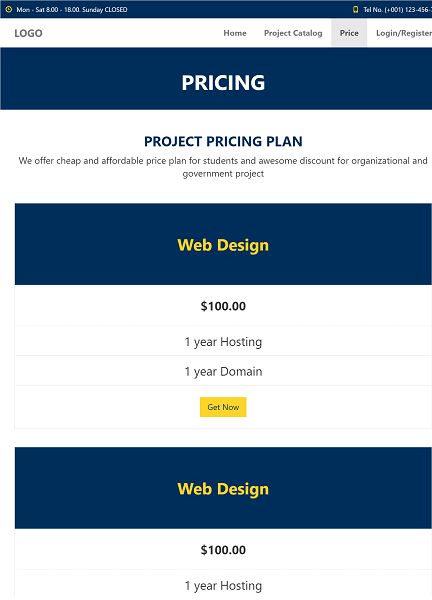 Mon - Sat 8.00 - 18.00. Sunday CLOSED
Tel No. (+001) 123-456-
LOGO
Home
Project Catalog
Price
Login/Register
PRICING
PROJECT PRICING PLAN
We offer cheap and affordable price plan for students and awesome discount for organizational and
government project
Web Design
$100.00
1 year Hosting
1 year Domain
Get Now
Web Design
$100.00
1 year Hosting